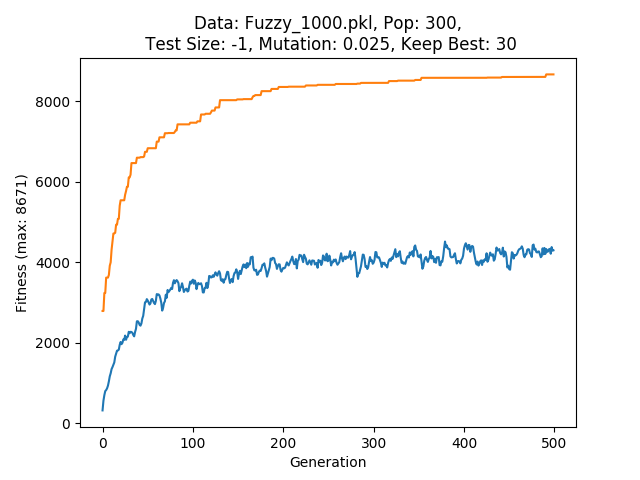 Data: Fuzzy_1000.pkl, Pop: 300,
Test Size: -1, Mutation: 0.025, Keep Best: 30
Fitness (max: 8671)
8000
6000
4000
2000
0
0 100 200 300 400 500
Generation